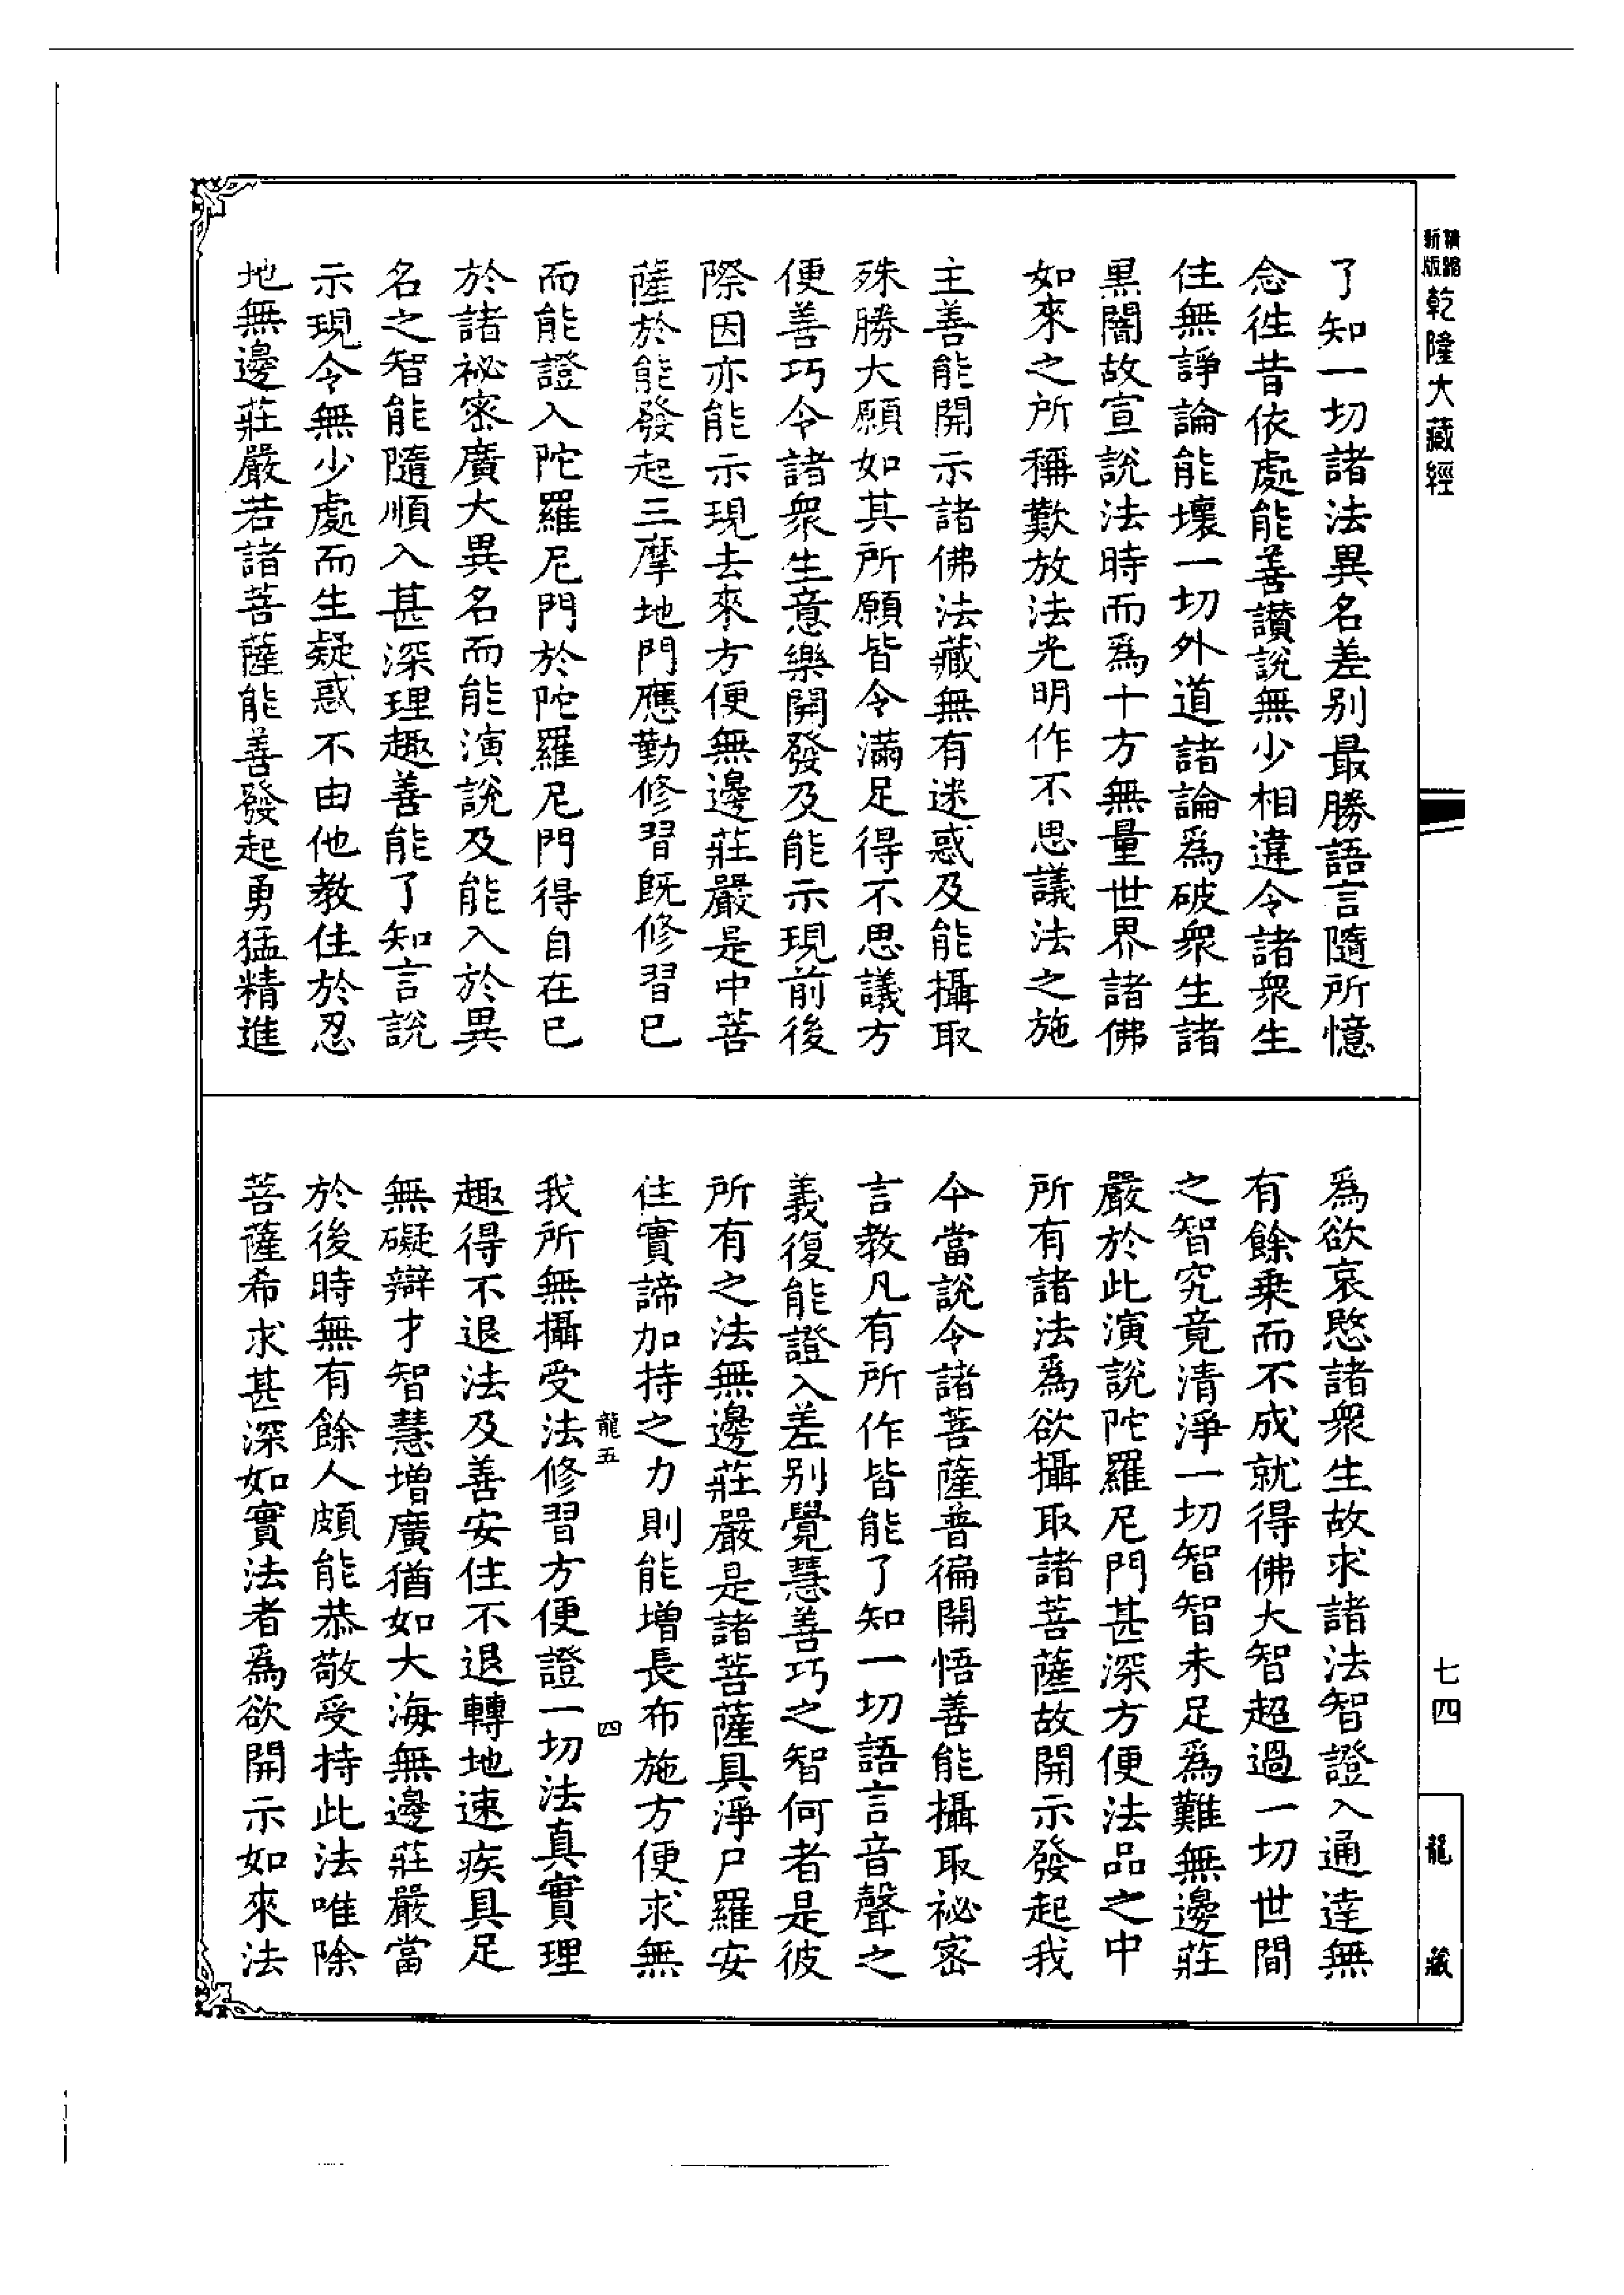 新版 精縮 乾隆大藏經
七四
龍藏
了知一切諸法異名差别最勝語言隨所憶
念徃昔依處能善讃說無少相違令諸衆生
住無諍論能壞一切外道諸論爲破衆生諸
黒闇故宣說法時而爲十方無量世界諸佛
如來之所稱歎放法光明作不思議法之施
主善能開示諸佛法藏無有迷惑及能攝取
殊勝大願如其所願皆令滿足得不思議方
便善巧令諸衆生意樂開發及能示現前後
際因亦能示現去來方便無邊莊嚴是中菩
薩於能發起三摩地門應勤修習既修習已
而能證入陀羅尼門於陀羅尼門得自在已
於諸祕密廣大異名而能演說及能入於異
名之智能隨順入甚深理趣善能了知言說
示現令無少處而生疑惑不由他教住於忍
地無邊莊嚴若諸菩薩能善發起勇猛精進
爲欲哀愍諸衆生故求諸法智證入通達無
有餘乗而不成就得佛大智超過一切世間
之智究竟清淨一切智智未足爲難無邊莊
嚴於此演說陀羅尼門甚深方便法品之中
所有諸法爲欲攝取諸菩薩故開示發起我
今當說令諸菩薩普徧開悟善能攝取祕密
言教凡有所作皆能了知一切語言音聲之
義復能證入差别覺慧善巧之智何者是彼
所有之法無邊莊嚴是諸菩薩具淨尸羅安
住實諦加持之力則能增長布施方便求無
龍五 四
我所無攝受法修習方便證一切法真實理
趣得不退法及善安住不退轉地速疾具足
無礙辯才智慧增廣猶如大海無邊莊嚴當
於後時無有餘人頗能恭敬受持此法唯除
菩薩希求甚深如實法者爲欲開示如來法